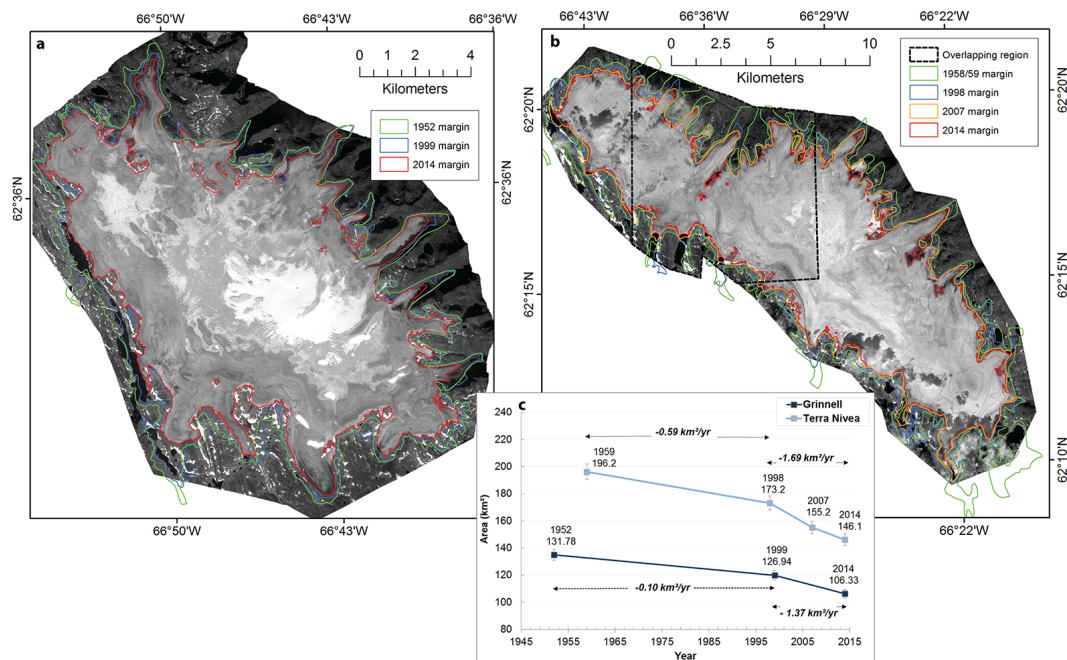 66°50'W 66°43'W 66°36'W
a
0 2 4
Kilometers
1952 margin
1999 margin
2014 margin
62°36'N
62°36'N
66°50'W 66°43'W
66°43'W 66°36'W 66°29'W 66°22'W
b
0 2.5 5 10
Kilometers
Overlapping region
1958/59 margin
1998 margin
2007 margin
2014 margin
62°20'N
62°20'N
62°15'N
62°15'N
62°10'N
66°22'W
c
Grinnell
Terra Nivea
240
220
200
180
160
140
120
100
80
Area (km²)
-0.59 km²/yr
-1.69 km²/yr
1959
196.2
1998
173.2
2007
155.2
2014
146.1
1952
131.78
1999
126.94
2014
106.33
-0.10 km²/yr
- 1.37 km²/yr
1945 1955 1965 1975 1985 1995 2005 2015
Year